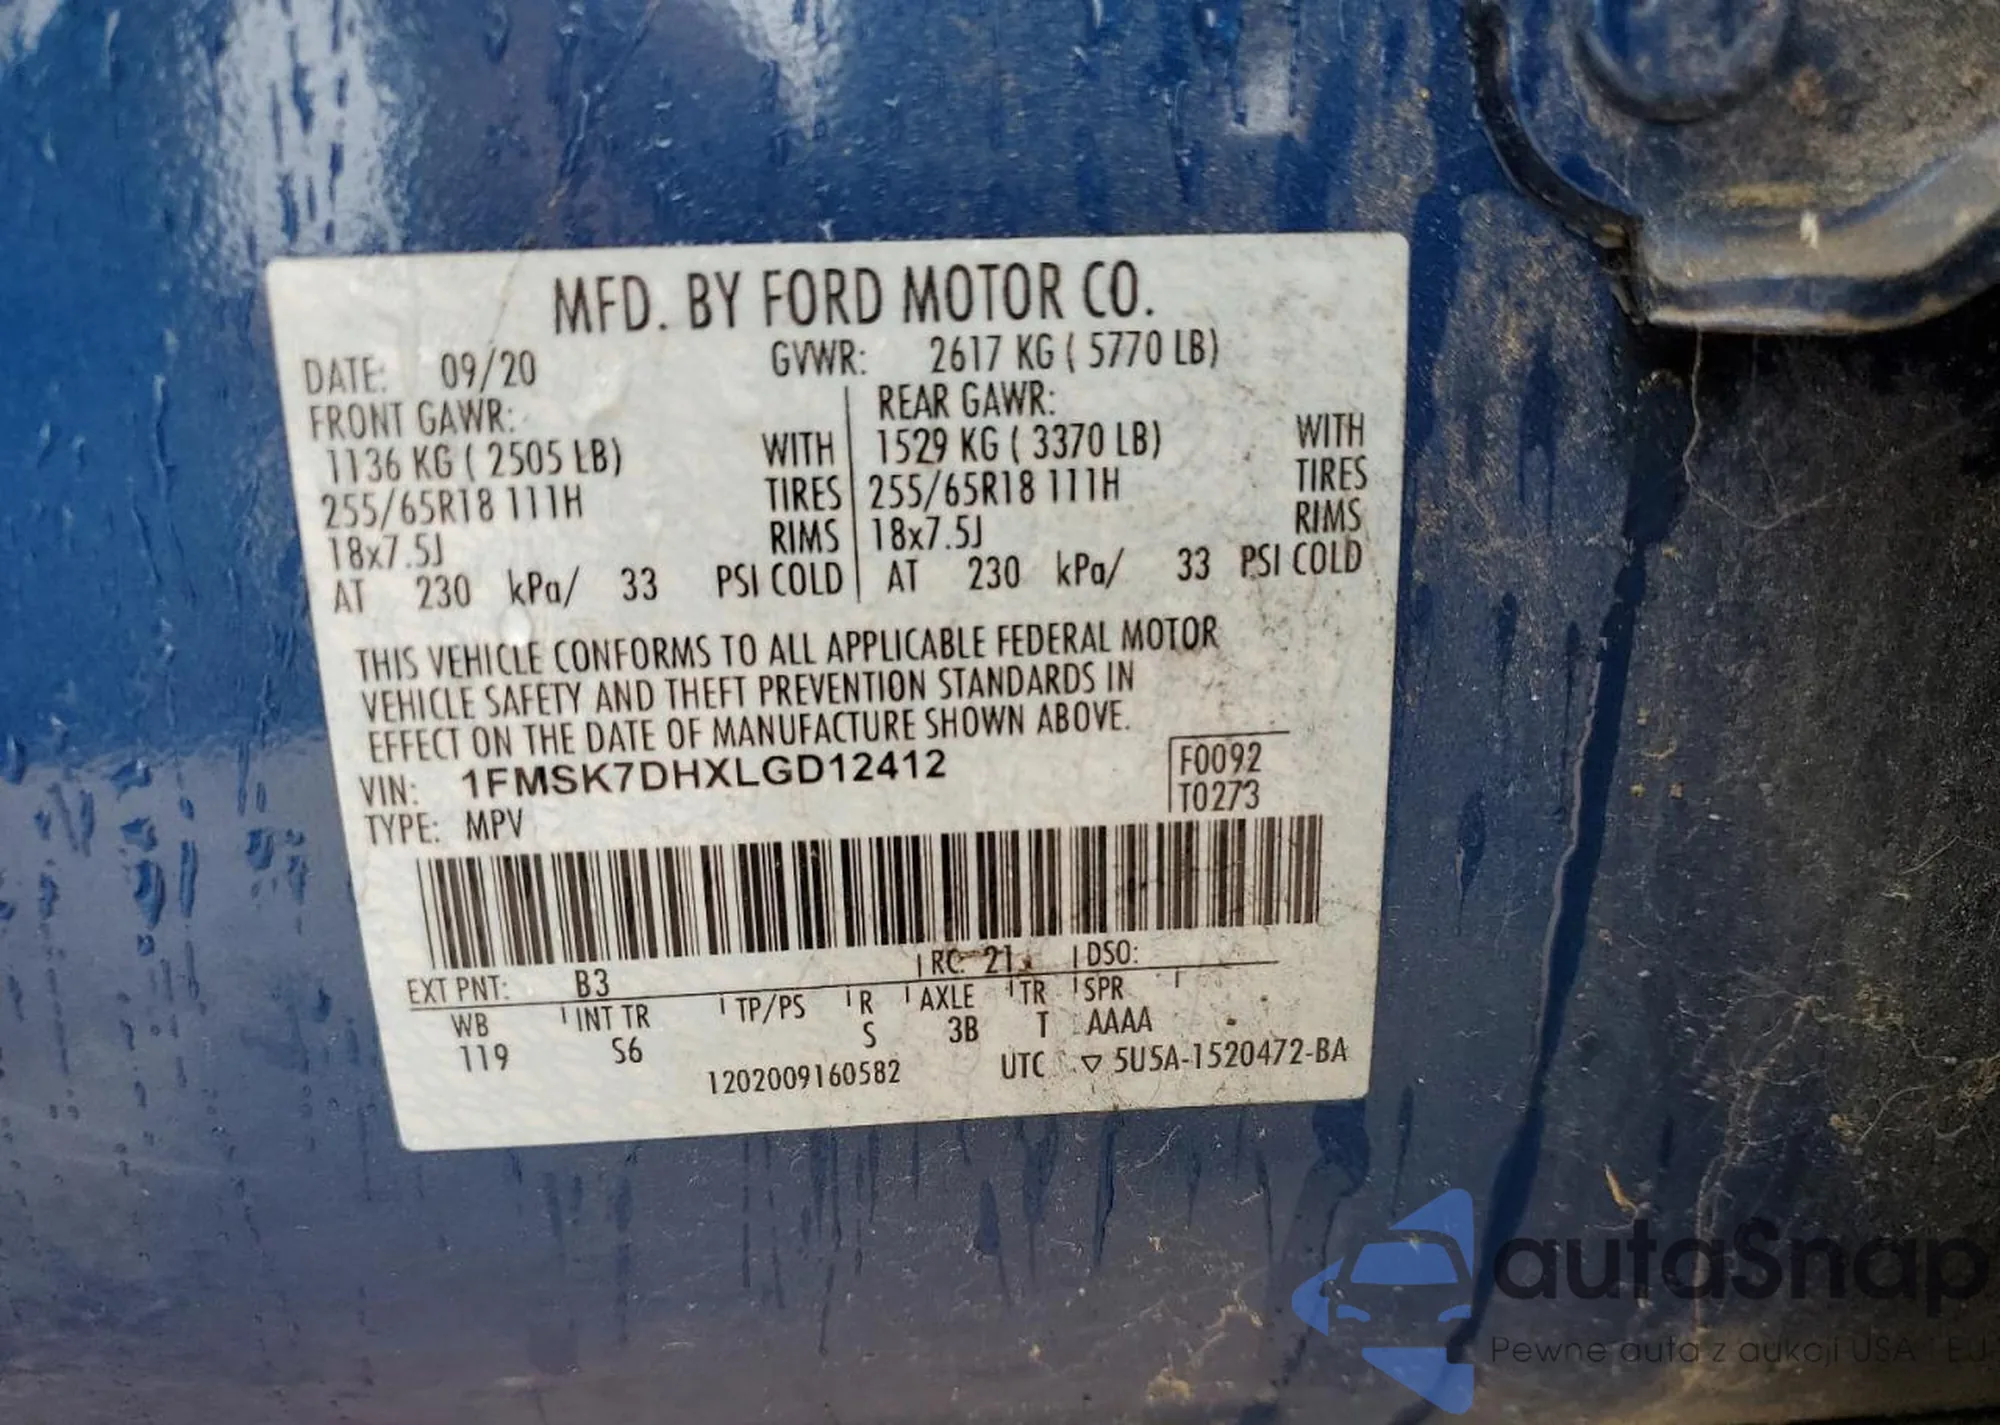 MFD. BY FORD MOTOR CO.
DATE: 09/20 GVWR: 2617 KG ( 5770 LB)
FRONT GAWR: REAR GAWR:
1136 KG ( 2505 LB) WITH 1529 KG ( 3370 LB) WITH
255/65R18 111H TIRES 255/65R18 111H TIRES
18x7.5J RIMS 18x7.5J RIMS
AT 230 kPa/ 33 PSI COLD AT 230 kPa/ 33 PSI COLD
THIS VEHICLE CONFORMS TO ALL APPLICABLE FEDERAL MOTOR
VEHICLE SAFETY AND THEFT PREVENTION STANDARDS IN
EFFECT ON THE DATE OF MANUFACTURE SHOWN ABOVE.
VIN: 1FMSK7DHXLGD12412 F0092
TYPE: MPV T0273
EXT PNT: B3 RC: 21 DSO:
WB INT TR TP/PS R AXLE TR SPR
119 S6 S 3B T AAAA
1202009160582 UTC ▽ 5U5A-1520472-BA
autaSnap
Pewne auta z aukcji USA EU